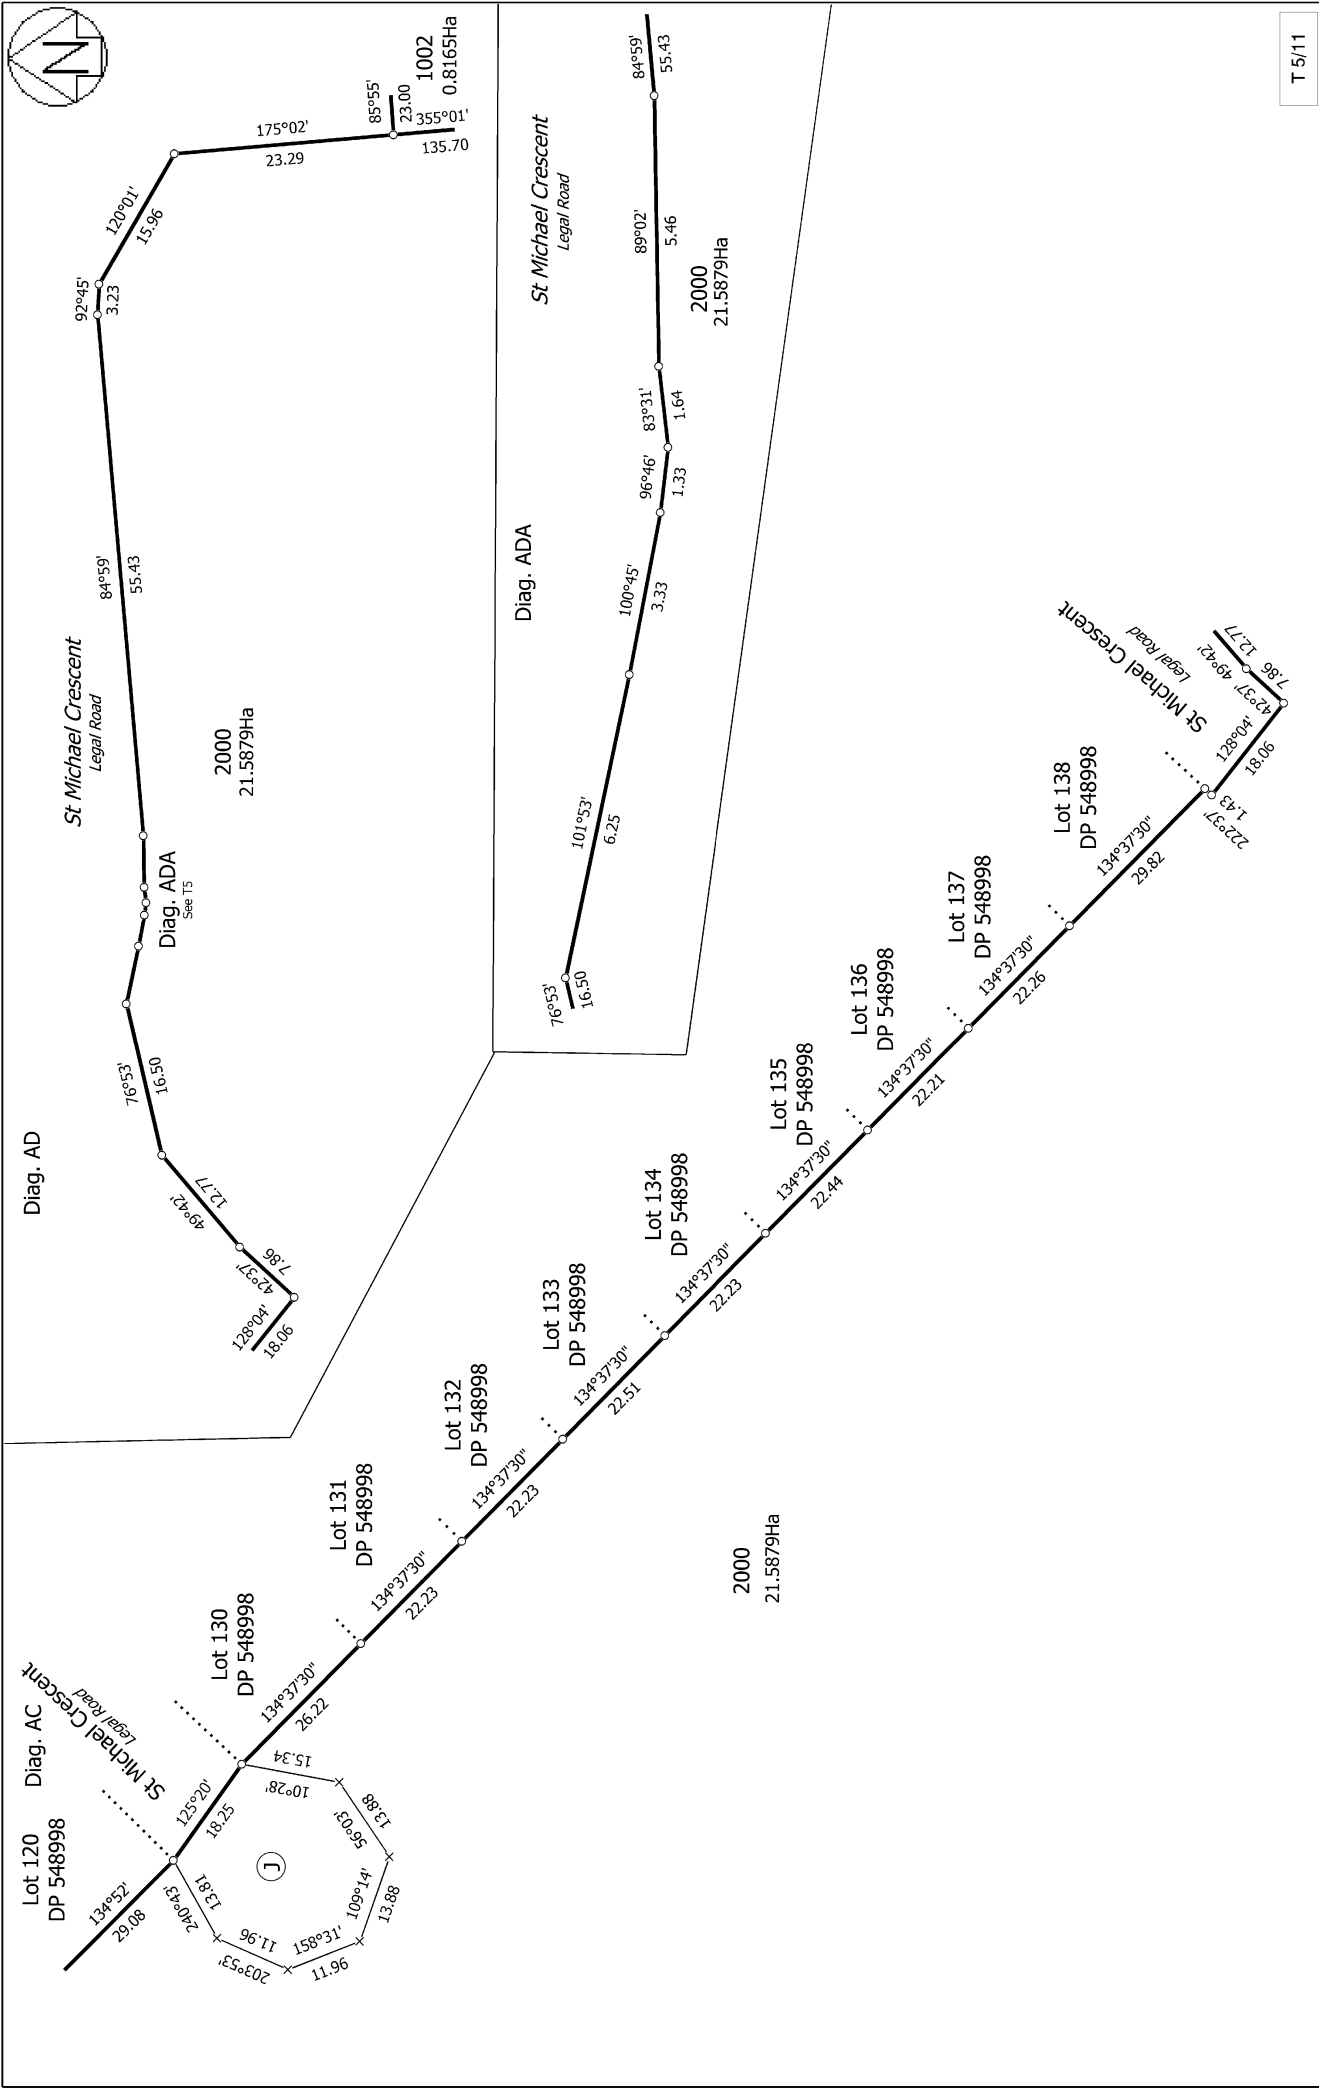 N
Diag. AD
St Michael Crescent
Legal Road
128°04'
18.06
42°37'
7.86
49°42'
12.77
76°53'
16.50
Diag. ADA
See T5
84°59'
55.43
92°45'
3.23
120°01'
15.96
175°02'
23.29
85°55'
23.00
355°01'
135.70
1002
0.8165Ha
2000
21.5879Ha
Diag. ADA
St Michael Crescent
Legal Road
76°53'
16.50
101°53'
6.25
100°45'
3.33
96°46'
1.33
83°31'
1.64
89°02'
5.46
84°59'
55.43
2000
21.5879Ha
Diag. AC
Lot 120
DP 548998
134°52'
29.08
St Michael Crescent
Legal Road
125°20'
18.25
240°43'
13.81
203°53'
11.96
158°31'
11.96
109°14'
13.88
56°03'
13.88
10°28'
15.34
J
Lot 130
DP 548998
134°37'30"
26.22
Lot 131
DP 548998
134°37'30"
22.23
Lot 132
DP 548998
134°37'30"
22.23
Lot 133
DP 548998
134°37'30"
22.51
Lot 134
DP 548998
134°37'30"
22.23
Lot 135
DP 548998
134°37'30"
22.44
Lot 136
DP 548998
134°37'30"
22.21
Lot 137
DP 548998
134°37'30"
22.26
Lot 138
DP 548998
134°37'30"
29.82
222°37'
1.43
128°04'
18.06
42°37'
7.86
49°42'
12.77
St Michael Crescent
Legal Road
2000
21.5879Ha
T 5/11